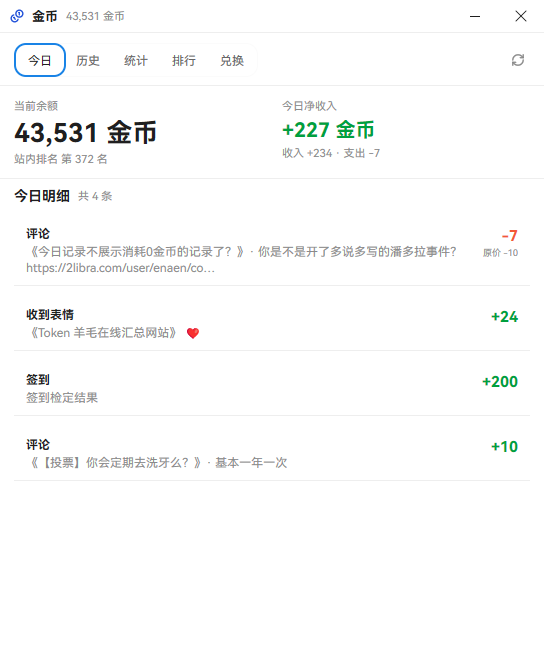 金币 43,531 金币
今日 历史 统计 排行 兑换
当前余额
43,531 金币
站内排名 第 372 名
今日净收入
+227 金币
收入 +234 · 支出 -7
今日明细 共 4 条
评论
-7
《今日记录不展示消耗0金币的记录了？》· 你是不是开了多说多写的潘多拉事件？
原价 -10
https://2libra.com/user/enaen/co…
收到表情
+24
《Token 羊毛在线汇总网站》 ❤️
签到
+200
签到检定结果
评论
+10
《【投票】你会定期去洗牙么？》· 基本一年一次